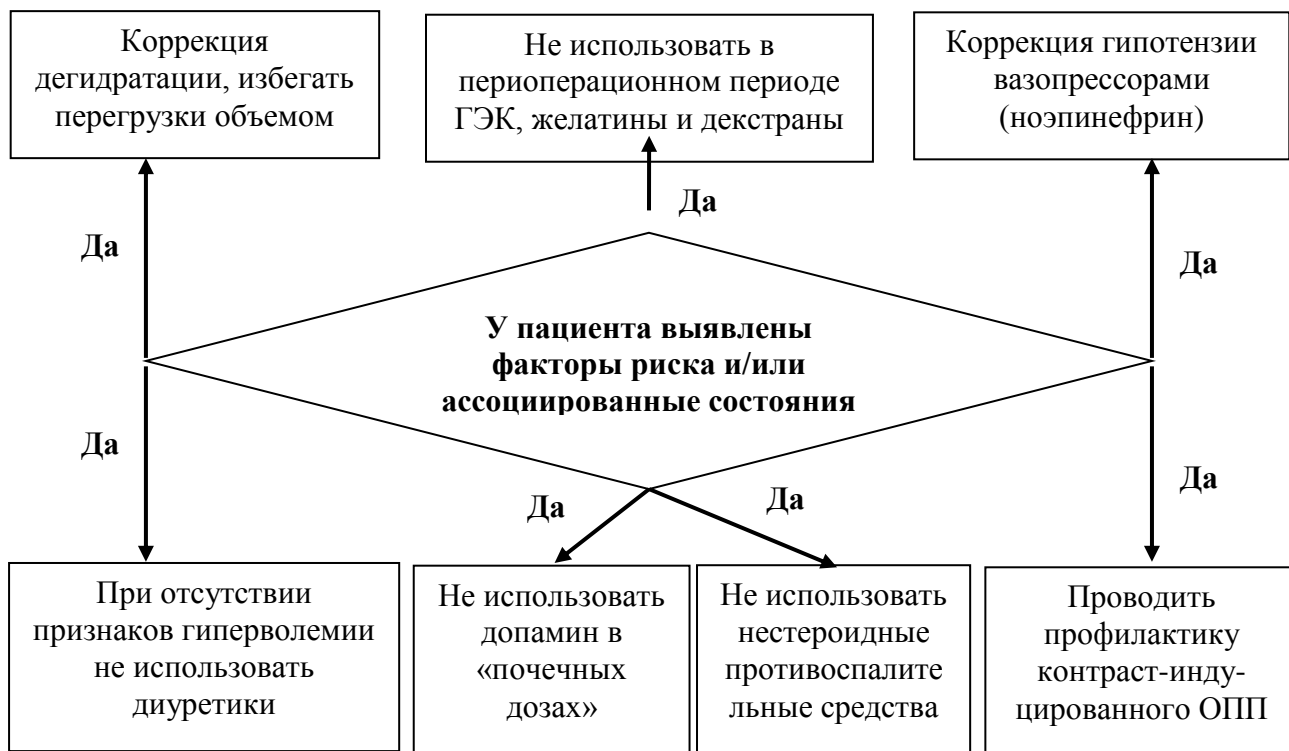 Коррекция
дегидратации, избегать
перегрузки объемом
Не использовать в
периоперационном периоде
ГЭК, желатины и декстраны
Коррекция гипотензии
вазопрессорами
(ноэпинефрин)
Да
Да
Да
У пациента выявлены
факторы риска и/или
ассоциированные состояния
Да
Да
Да
Да
При отсутствии
признаков гиперволемии
не использовать
диуретики
Не использовать
допамин в
«почечных
дозах»
Не использовать
нестероидные
противоспалите
льные средства
Проводить
профилактику
контраст-инду-
цированного ОПП